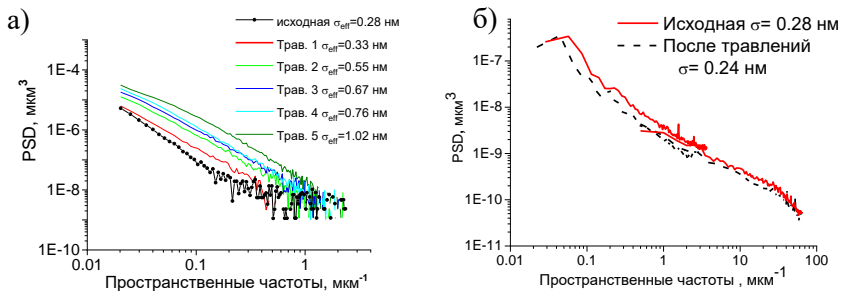 а)
исходная σeff=0.28 нм
Трав. 1 σeff=0.33 нм
Трав. 2 σeff=0.55 нм
Трав. 3 σeff=0.67 нм
Трав. 4 σeff=0.76 нм
Трав. 5 σeff=1.02 нм
PSD, мкм³
1E-4
1E-6
1E-8
1E-10
0.01 0.1 1
Пространственные частоты, мкм⁻¹
б)
Исходная σ= 0.28 нм
После травлений
σ= 0.24 нм
PSD, мкм³
1E-7
1E-8
1E-9
1E-10
1E-11
0.01 0.1 1 10 100
Пространственные частоты , мкм⁻¹